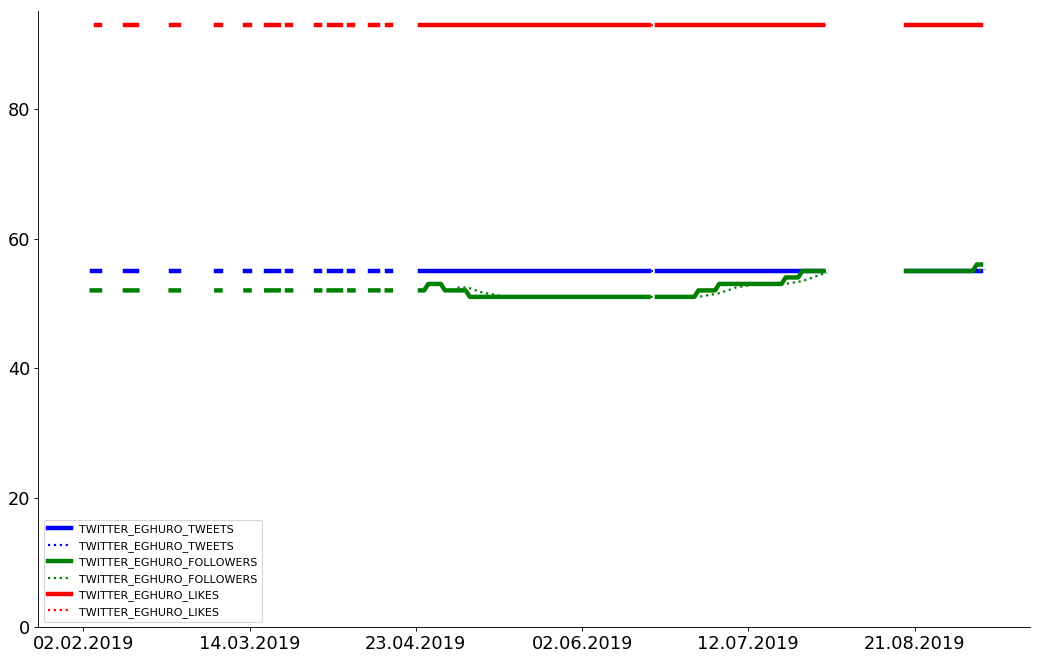 80
60
40
20
0
TWITTER_EGHURO_TWEETS
TWITTER_EGHURO_TWEETS
TWITTER_EGHURO_FOLLOWERS
TWITTER_EGHURO_FOLLOWERS
TWITTER_EGHURO_LIKES
TWITTER_EGHURO_LIKES
02.02.2019 14.03.2019 23.04.2019 02.06.2019 12.07.2019 21.08.2019